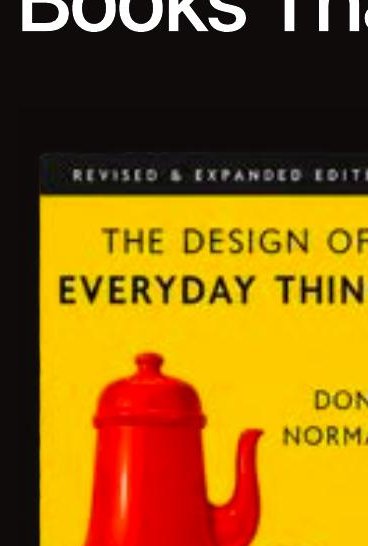 Books Tha
REVISED & EXPANDED EDITI
THE DESIGN OF
EVERYDAY THIN
DON
NORMA